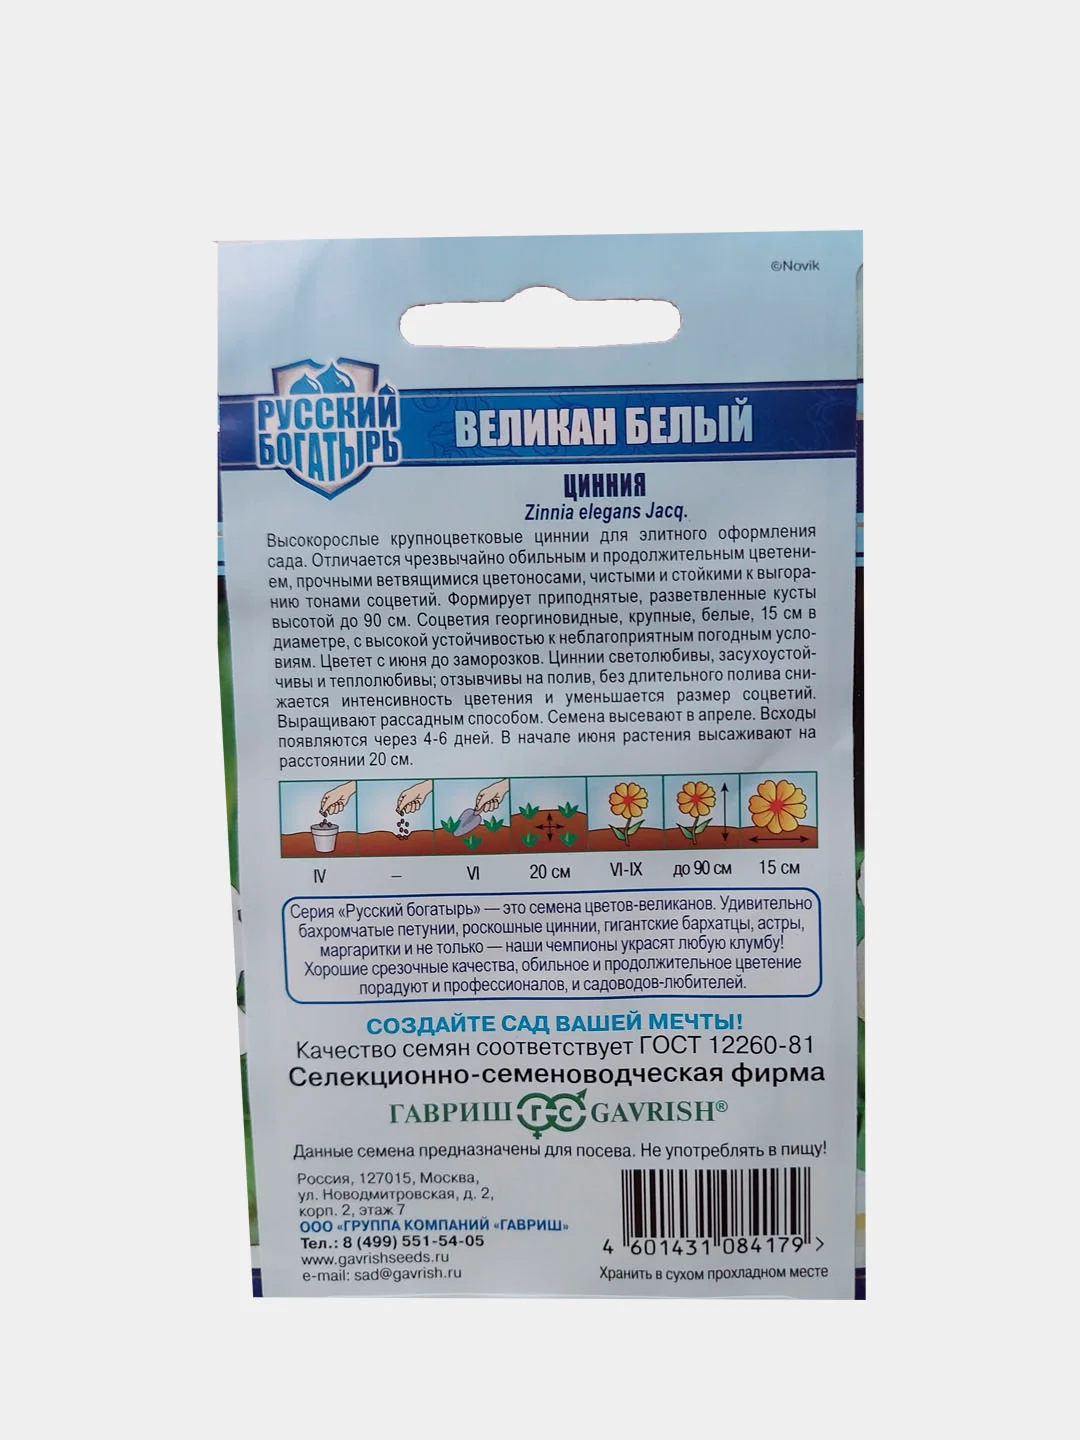 ©Novik
РУССКИЙ
БОГАТЫРЬ
ВЕЛИКАН БЕЛЫЙ
ЦИННИЯ
Zinnia elegans Jacq.
Высокорослые крупноцветковые циннии для элитного оформления
сада. Отличается чрезвычайно обильным и продолжительным цветени-
ем, прочными ветвящимися цветоносами, чистыми и стойкими к выгора-
нию тонами соцветий. Формирует приподнятые, разветвленные кусты
высотой до 90 см. Соцветия георгиновидные, крупные, белые, 15 см в
диаметре, с высокой устойчивостью к неблагоприятным погодным усло-
виям. Цветет с июня до заморозков. Циннии светолюбивы, засухоустой-
чивы и теплолюбивы; отзывчивы на полив, без длительного полива сни-
жается интенсивность цветения и уменьшается размер соцветий.
Выращивают рассадным способом. Семена высевают в апреле. Всходы
появляются через 4-6 дней. В начале июня растения высаживают на
расстоянии 20 см.
IV – VI 20 см VI-IX до 90 см 15 см
Серия «Русский богатырь» — это семена цветов-великанов. Удивительно
бахромчатые петунии, роскошные циннии, гигантские бархатцы, астры,
маргаритки и не только — наши чемпионы украсят любую клумбу!
Хорошие срезочные качества, обильное и продолжительное цветение
порадуют и профессионалов, и садоводов-любителей.
СОЗДАЙТЕ САД ВАШЕЙ МЕЧТЫ!
Качество семян соответствует ГОСТ 12260-81
Селекционно-семеноводческая фирма
ГАВРИШ ГС GAVRISH®
Данные семена предназначены для посева. Не употреблять в пищу!
Россия, 127015, Москва,
ул. Новодмитровская, д. 2,
корп. 2, этаж 7
ООО «ГРУППА КОМПАНИЙ «ГАВРИШ»
Тел.: 8 (499) 551-54-05
www.gavrishseeds.ru
e-mail: sad@gavrish.ru
4 601431 084179 >
Хранить в сухом прохладном месте